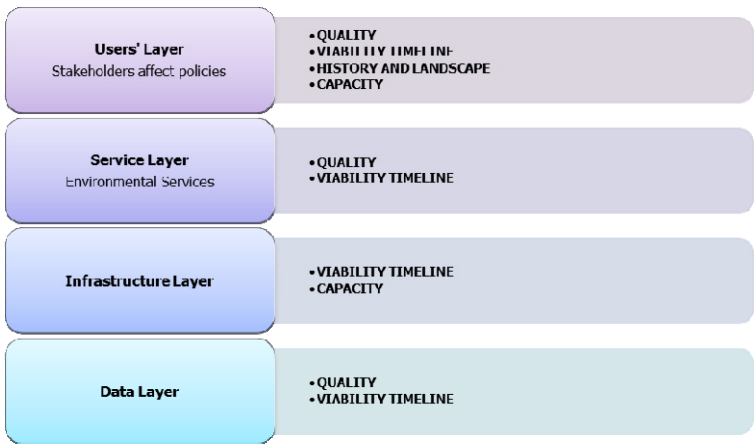 Users' Layer
Stakeholders affect policies
•QUALITY
•VIABILITY TIMELINE
•HISTORY AND LANDSCAPE
•CAPACITY
Service Layer
Environmental Services
•QUALITY
•VIABILITY TIMELINE
Infrastructure Layer
•VIABILITY TIMELINE
•CAPACITY
Data Layer
•QUALITY
•VIABILITY TIMELINE